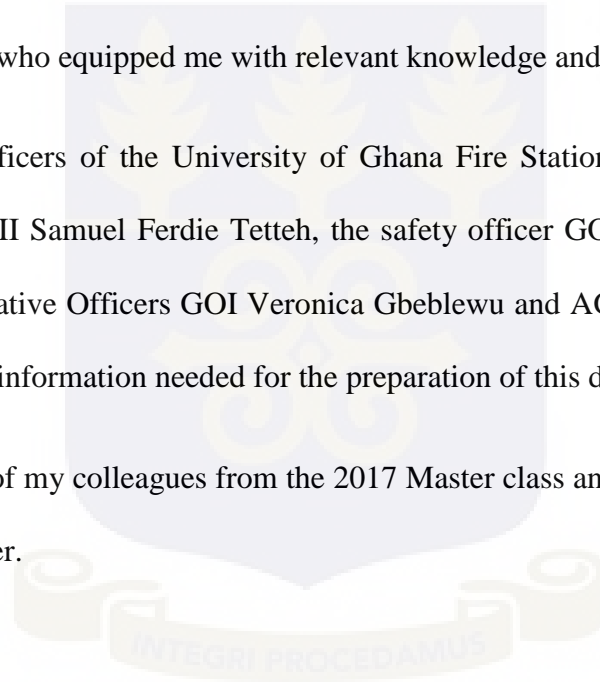 who equipped me with relevant knowledge and
ficers of the University of Ghana Fire Station
II Samuel Ferdie Tetteh, the safety officer GO
ative Officers GOI Veronica Gbeblewu and AC
information needed for the preparation of this d
of my colleagues from the 2017 Master class an
er.
INTEGRI PROCEDAMUS